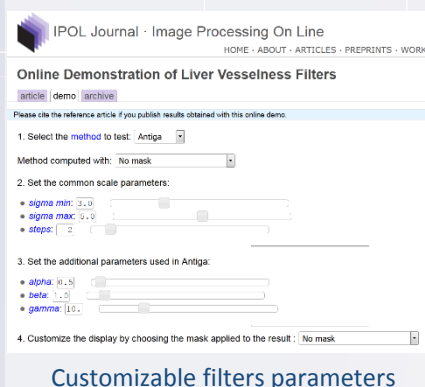 IPOL Journal · Image Processing On Line
HOME · ABOUT · ARTICLES · PREPRINTS · WORK
Online Demonstration of Liver Vesselness Filters
article demo archive
Please cite the reference article if you publish results obtained with this online demo.
1. Select the method to test: Antiga
Method computed with: No mask
2. Set the common scale parameters:
sigma min: 3.0
sigma max: 5.0
steps: 2
3. Set the additional parameters used in Antiga:
alpha: 0.5
beta: 1.0
gamma: 10.
4. Customize the display by choosing the mask applied to the result : No mask
Customizable filters parameters